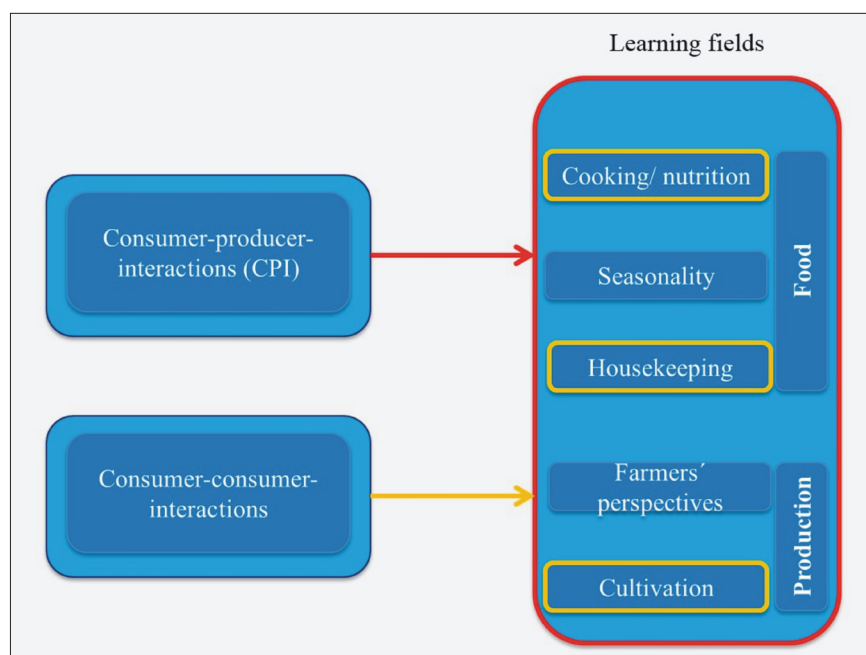 Learning fields
Consumer-producer-
interactions (CPI)
Consumer-consumer-
interactions
Cooking/ nutrition
Seasonality
Housekeeping
Food
Farmers´
perspectives
Cultivation
Production